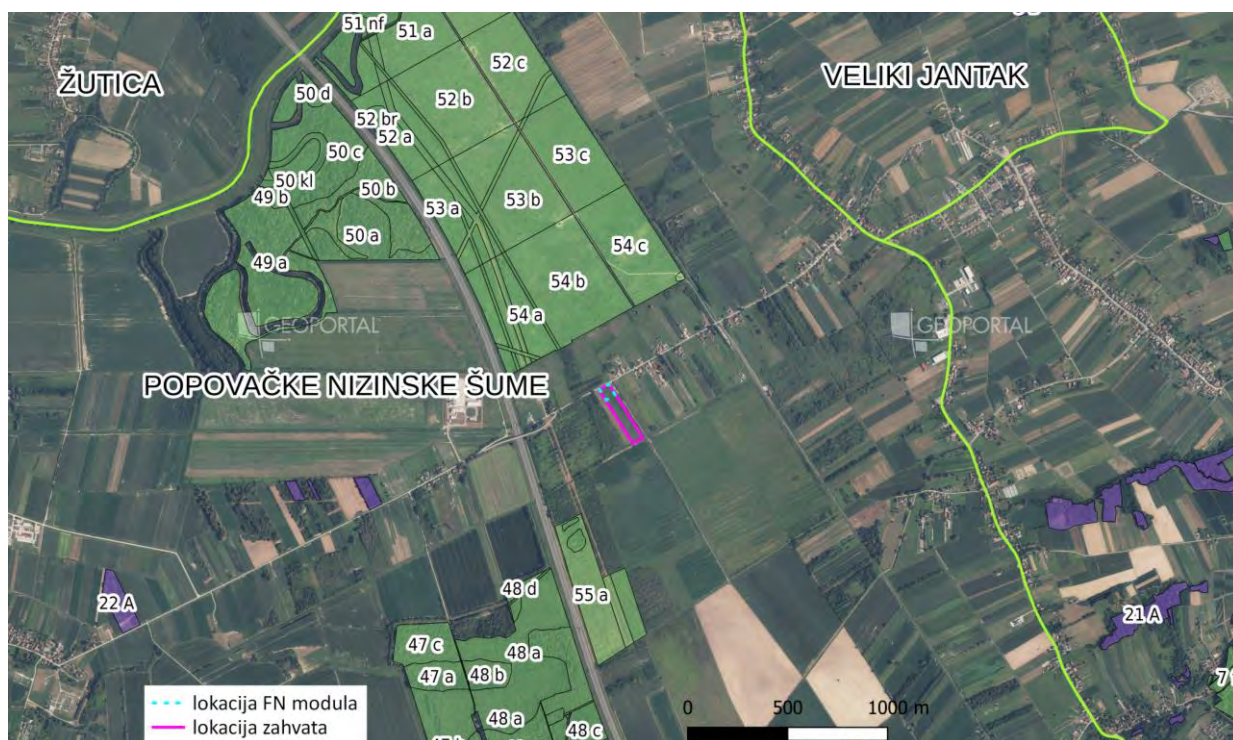 51 nf
51 a
ŽUTICA
52 c
VELIKI JANTAK
50 d
52 b
52 br
52 a
50 c
53 c
50 kl
50 b
49 b
53 a
53 b
50 a
54 c
49 a
54 b
54 a
GEOPORTAL
GEOPORTAL
POPOVAČKE NIZINSKE ŠUME
22 A
48 d
55 a
21 A
47 c
48 a
47 a
48 b
48 a
48 c
lokacija FN modula
lokacija zahvata
0 500 1000 m